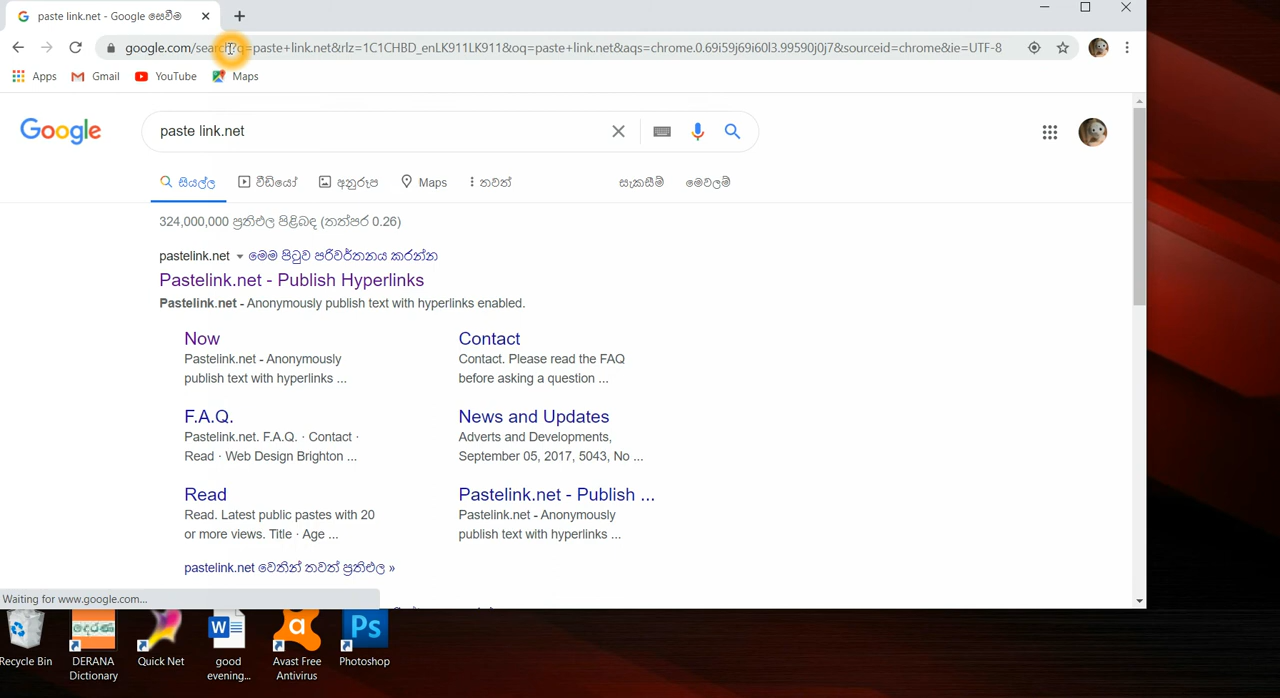 paste link.net - Google සෙවීම
google.com/search?q=paste+link.net&rlz=1C1CHBD_enLK911LK911&oq=paste+link.net&aqs=chrome.0.69i59j69i60l3.99590j0j7&sourceid=chrome&ie=UTF-8
Apps Gmail YouTube Maps
Google paste link.net
සියල්ල වීඩියෝ අනුරූප Maps තවත් සැකසීම් මෙවලම්
324,000,000 ප්‍රතිඵල පිළිබඳ (තත්පර 0.26)
pastelink.net ▾ මෙම පිටුව පරිවර්තනය කරන්න
Pastelink.net - Publish Hyperlinks
Pastelink.net - Anonymously publish text with hyperlinks enabled.
Now
Pastelink.net - Anonymously
publish text with hyperlinks ...
Contact
Contact. Please read the FAQ
before asking a question ...
F.A.Q.
Pastelink.net. F.A.Q. · Contact ·
Read · Web Design Brighton ...
News and Updates
Adverts and Developments,
September 05, 2017, 5043, No ...
Read
Read. Latest public pastes with 20
or more views. Title · Age ...
Pastelink.net - Publish ...
Pastelink.net - Anonymously
publish text with hyperlinks ...
pastelink.net වෙතින් තවත් ප්‍රතිඵල »
Waiting for www.google.com...
දෙරණ
W
a
Ps
Recycle Bin
DERANA
Dictionary
Quick Net
good
evening...
Avast Free
Antivirus
Photoshop